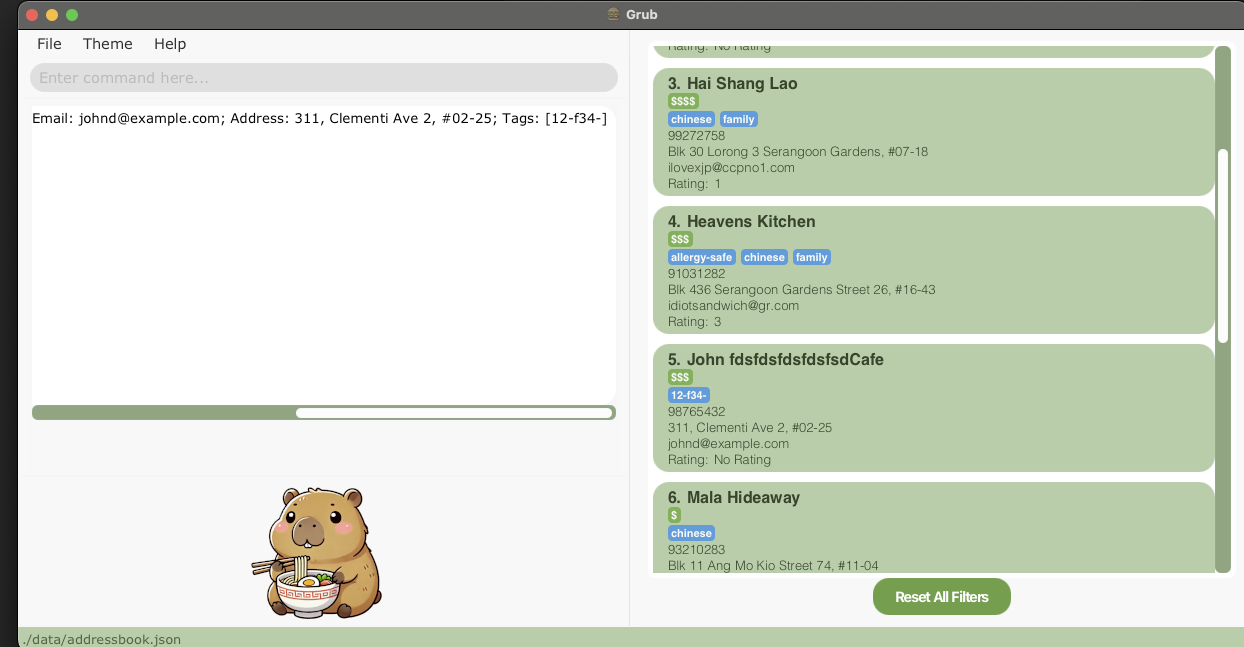 Grub
File Theme Help
Enter command here...
Email: johnd@example.com; Address: 311, Clementi Ave 2, #02-25; Tags: [12-f34-]
Rating: No Rating
3. Hai Shang Lao
$$$$
chinese family
99272758
Blk 30 Lorong 3 Serangoon Gardens, #07-18
ilovexjp@ccpno1.com
Rating: 1
4. Heavens Kitchen
$$$
allergy-safe chinese family
91031282
Blk 436 Serangoon Gardens Street 26, #16-43
idiotsandwich@gr.com
Rating: 3
5. John fdsfdsfdsfdsfsdCafe
$$$
12-f34-
98765432
311, Clementi Ave 2, #02-25
johnd@example.com
Rating: No Rating
6. Mala Hideaway
$
chinese
93210283
Blk 11 Ang Mo Kio Street 74, #11-04
Reset All Filters
./data/addressbook.json